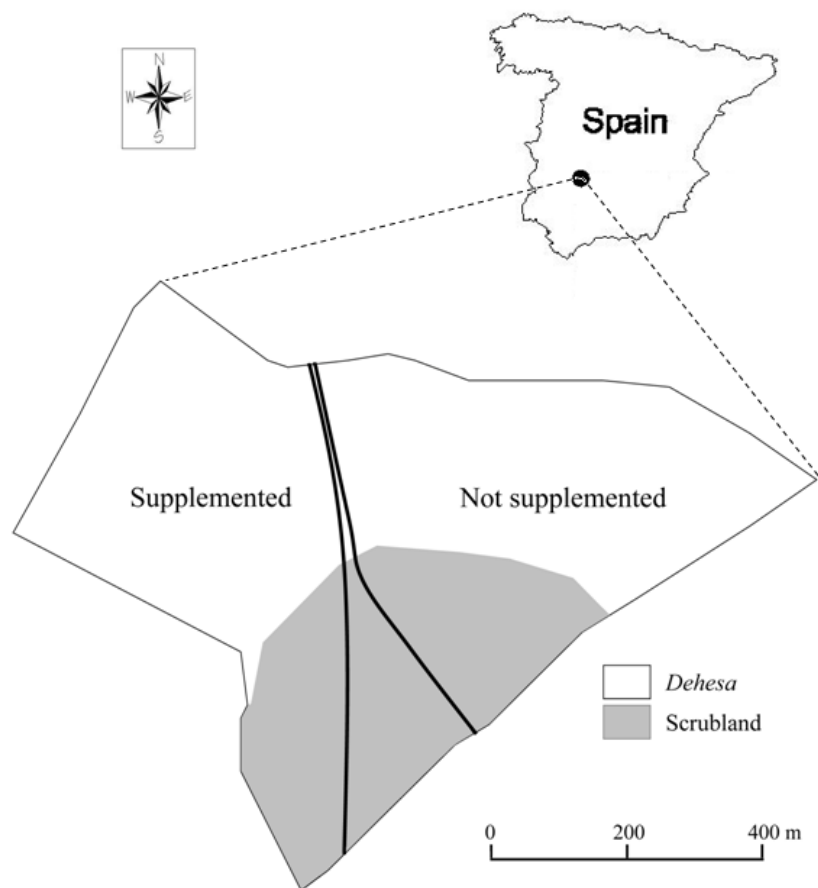 N
W E
S
Spain
Supplemented
Not supplemented
Dehesa
Scrubland
0 200 400 m